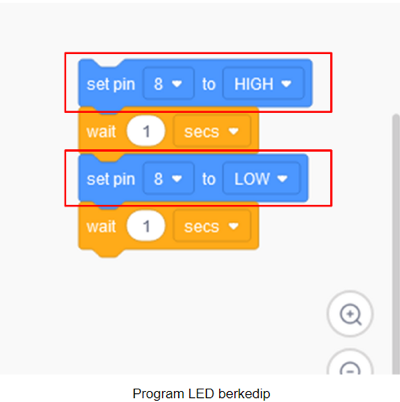 set pin 8 to HIGH
wait 1 secs
set pin 8 to LOW
wait 1 secs
Program LED berkedip